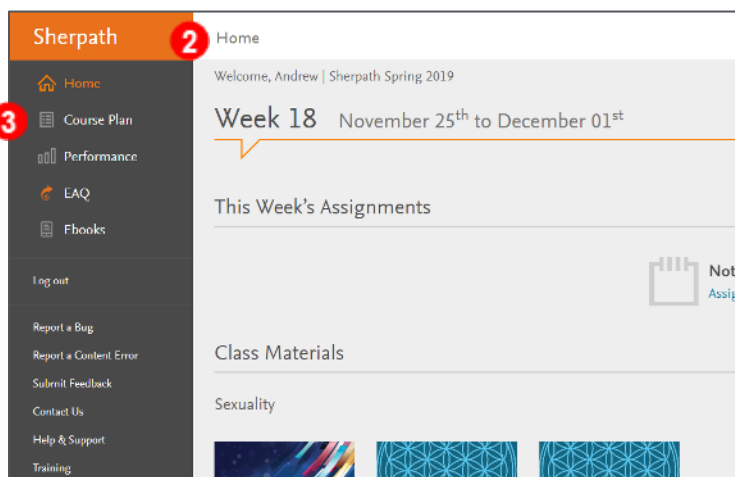 Sherpath
2 Home
Home
Welcome, Andrew | Sherpath Spring 2019
3 Course Plan
Week 18 November 25th to December 01st
Performance
EAQ
This Week's Assignments
Ebooks
Log out
Not
Assig
Report a Bug
Report a Content Error
Class Materials
Submit Feedback
Contact Us
Sexuality
Help & Support
Training